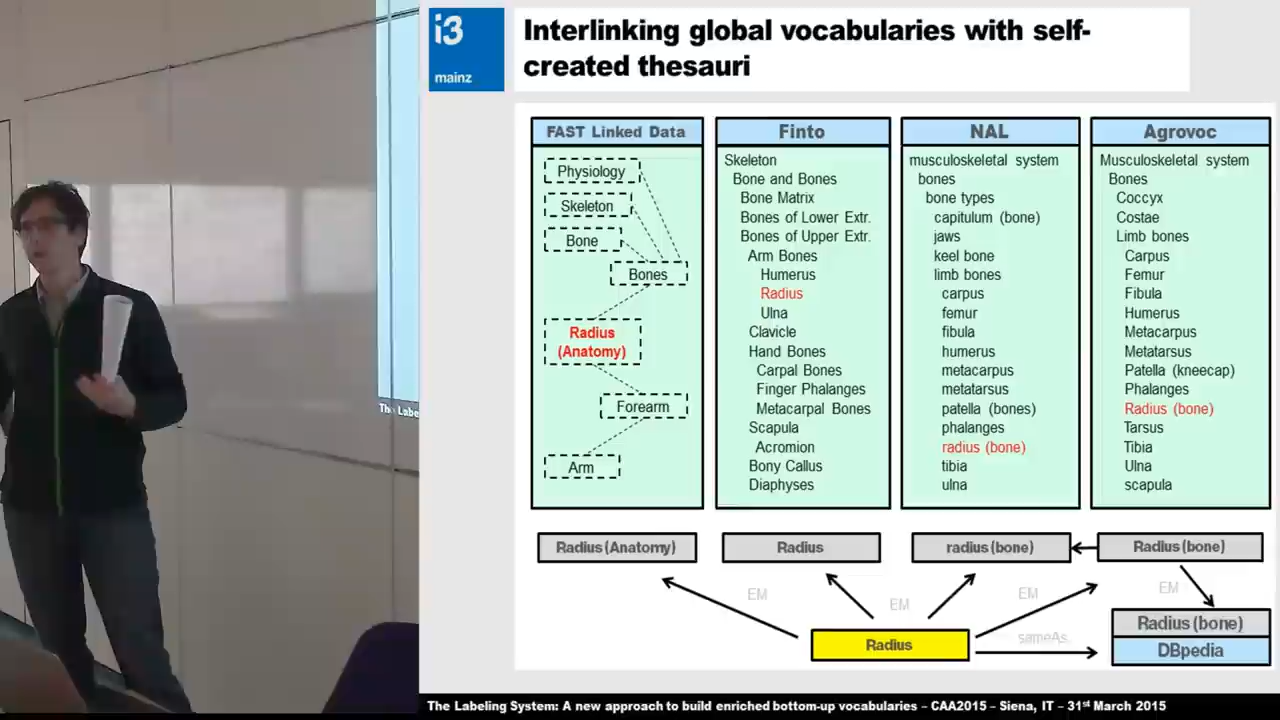 i3
mainz
Interlinking global vocabularies with self-
created thesauri
FAST Linked Data
Physiology
Skeleton
Bone
Bones
Radius
(Anatomy)
Forearm
Arm
Finto
Skeleton
Bone and Bones
Bone Matrix
Bones of Lower Extr.
Bones of Upper Extr.
Arm Bones
Humerus
Radius
Ulna
Clavicle
Hand Bones
Carpal Bones
Finger Phalanges
Metacarpal Bones
Scapula
Acromion
Bony Callus
Diaphyses
NAL
musculoskeletal system
bones
bone types
capitulum (bone)
jaws
keel bone
limb bones
carpus
femur
fibula
humerus
metacarpus
metatarsus
patella (bones)
phalanges
radius (bone)
tibia
ulna
Agrovoc
Musculoskeletal system
Bones
Coccyx
Costae
Limb bones
Carpus
Femur
Fibula
Humerus
Metacarpus
Metatarsus
Patella (kneecap)
Phalanges
Radius (bone)
Tarsus
Tibia
Ulna
scapula
Radius (Anatomy)
Radius
radius (bone)
Radius (bone)
EM
EM
EM
EM
sameAs
Radius
Radius (bone)
DBpedia
The Labe
The Labeling System: A new approach to build enriched bottom-up vocabularies – CAA2015 – Siena, IT – 31st March 2015